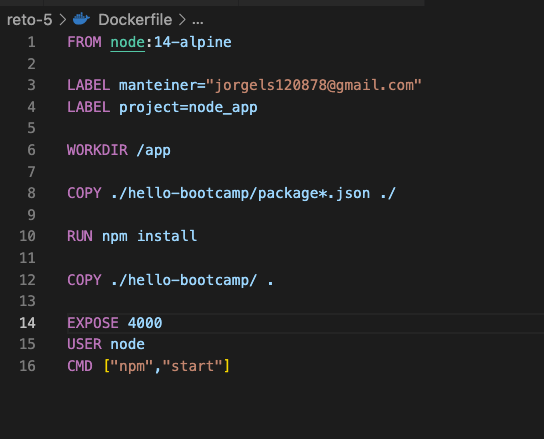 reto-5 > Dockerfile > ...
1 FROM node:14-alpine
2
3 LABEL manteiner="jorgels120878@gmail.com"
4 LABEL project=node_app
5
6 WORKDIR /app
7
8 COPY ./hello-bootcamp/package*.json ./
9
10 RUN npm install
11
12 COPY ./hello-bootcamp/ .
13
14 EXPOSE 4000
15 USER node
16 CMD ["npm","start"]